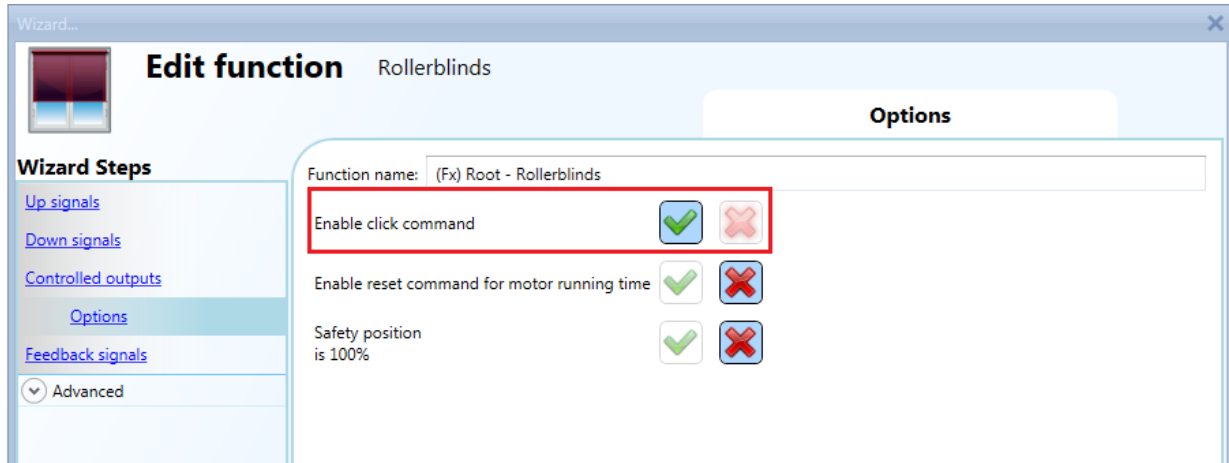 Wizard...
Edit function Rollerblinds
Options
Wizard Steps
Up signals
Down signals
Controlled outputs
Options
Feedback signals
Advanced
Function name: (Fx) Root - Rollerblinds
Enable click command
Enable reset command for motor running time
Safety position
is 100%